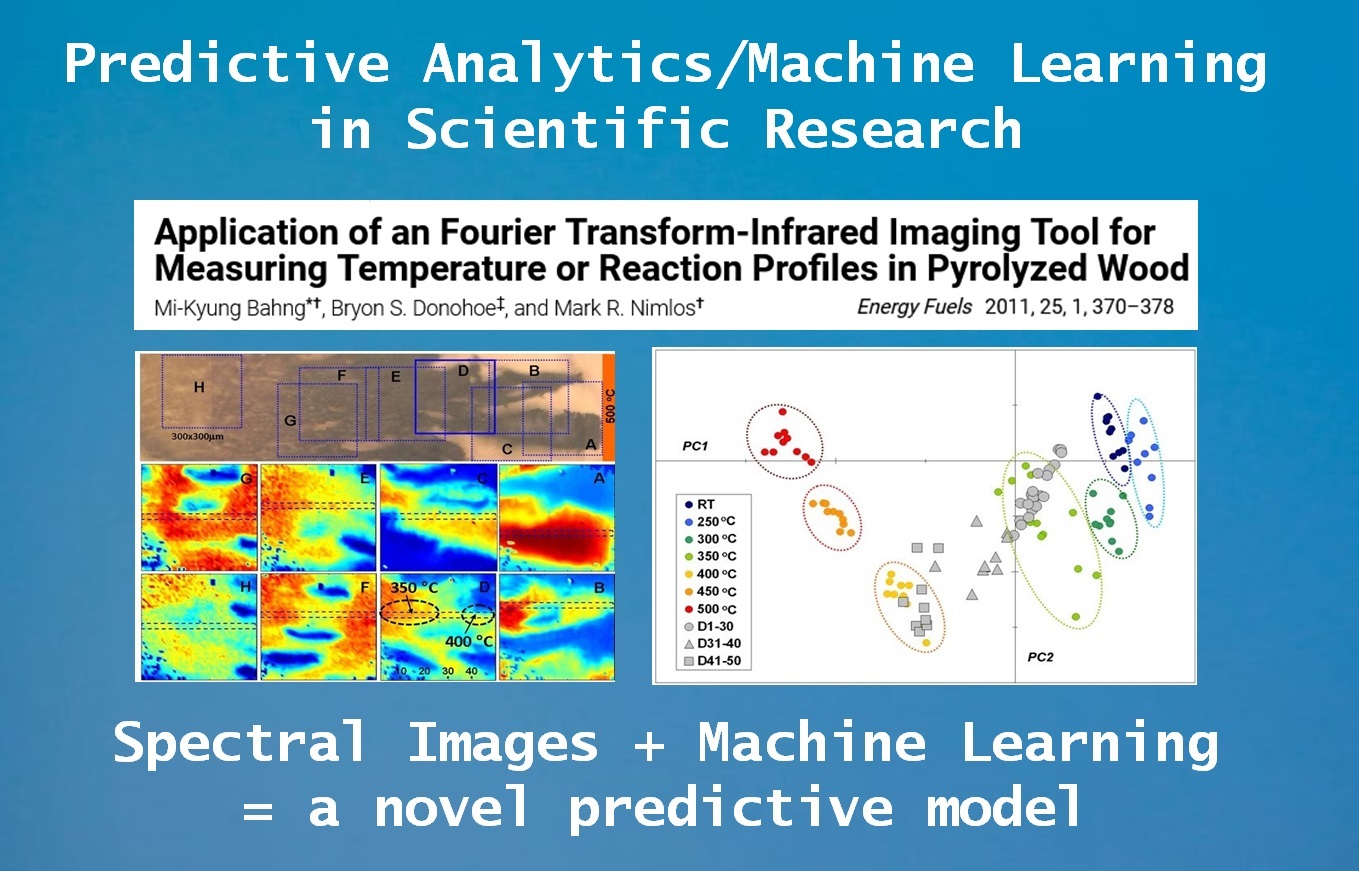 Predictive Analytics/Machine Learning
in Scientific Research
Application of an Fourier Transform-Infrared Imaging Tool for
Measuring Temperature or Reaction Profiles in Pyrolyzed Wood
Mi-Kyung Bahng*†, Bryon S. Donohoe‡, and Mark R. Nimlos† Energy Fuels 2011, 25, 1, 370–378
H
F
E
D
B
G
C
A
300x300µm
500 °C
G
E
C
A
H
F
350 °C
D
400 °C
B
10 20 30 40
PC1
PC2
RT
250 °C
300 °C
350 °C
400 °C
450 °C
500 °C
D1-30
D31-40
D41-50
Spectral Images + Machine Learning
= a novel predictive model